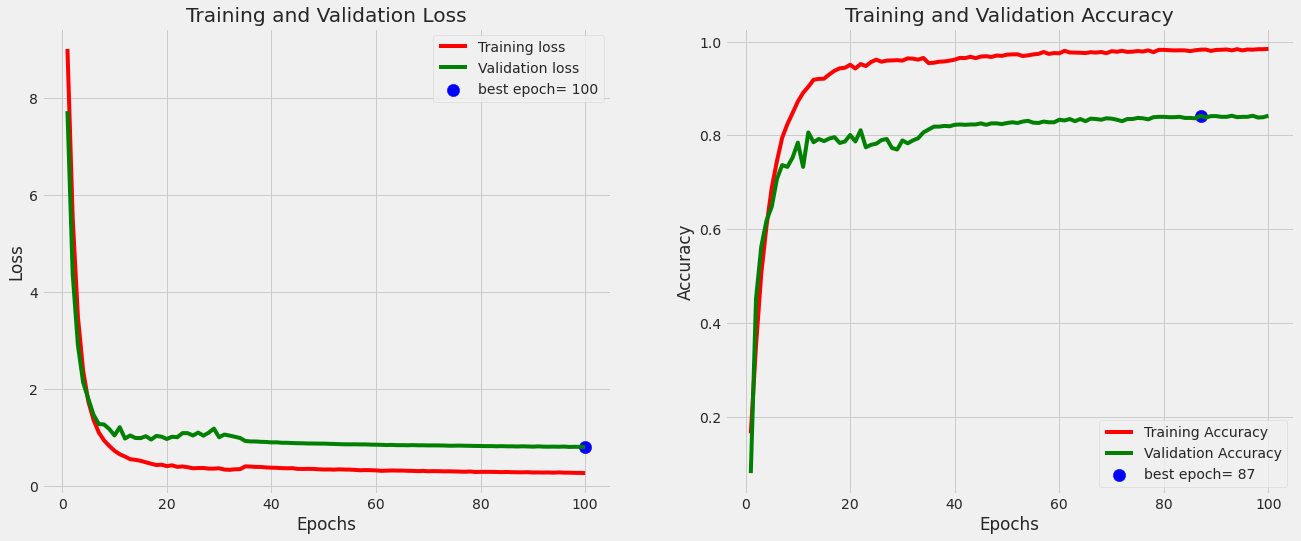 Training and Validation Loss
Training loss
Validation loss
best epoch= 100
8
6
4
2
0
Loss
0 20 40 60 80 100
Epochs
Training and Validation Accuracy
1.0
0.8
0.6
0.4
0.2
Accuracy
Training Accuracy
Validation Accuracy
best epoch= 87
0 20 40 60 80 100
Epochs